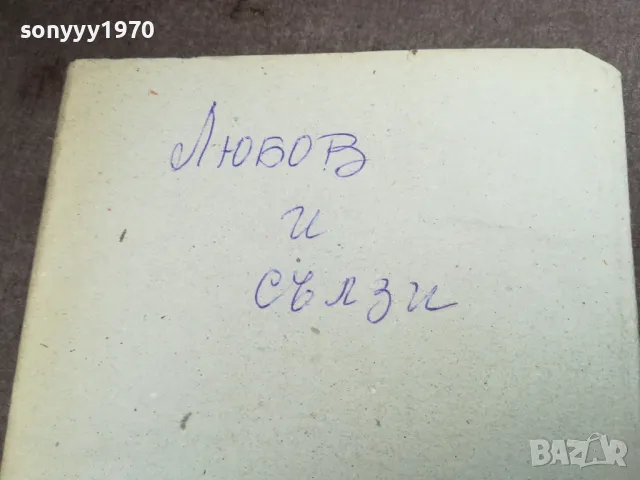 sonyyy1970
Любов
и
сълзи
BAZAR